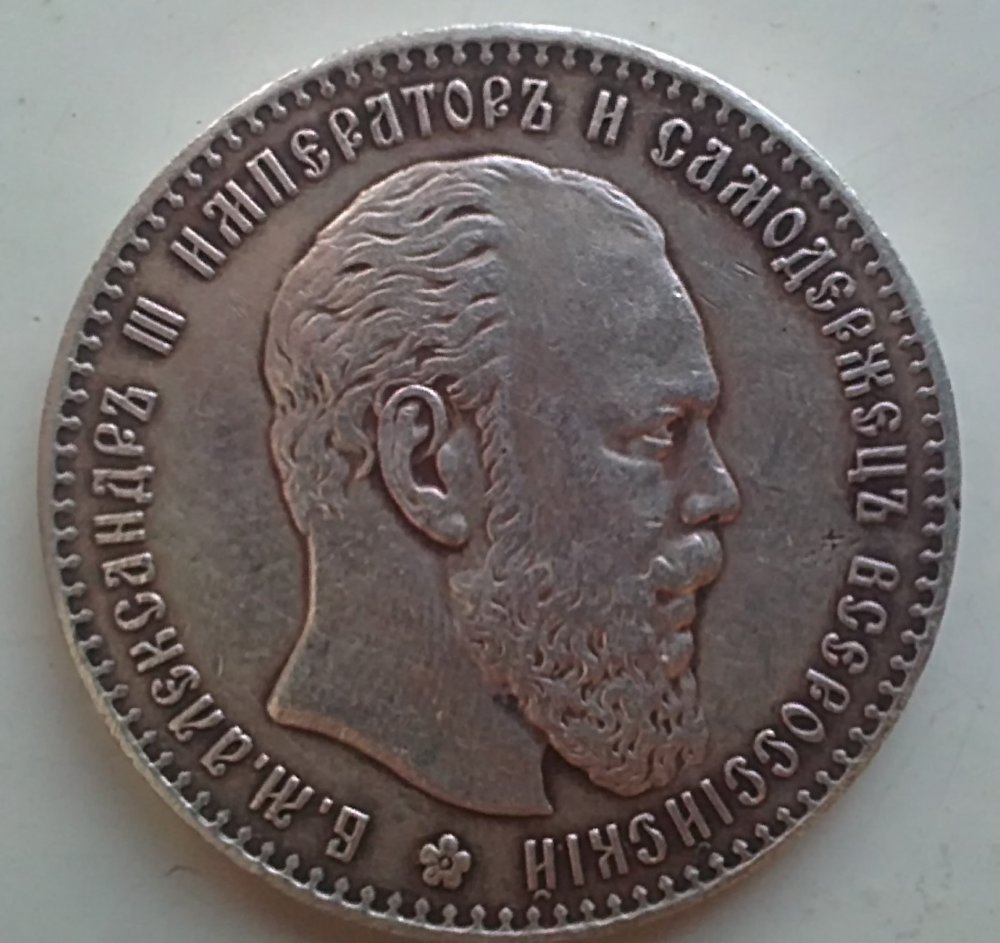 Б. М. АЛЕКСАНДРЪ III ИМПЕРАТОРЪ И САМОДЕРЖЕЦЪ ВСЕРОССІЙСКІЙ